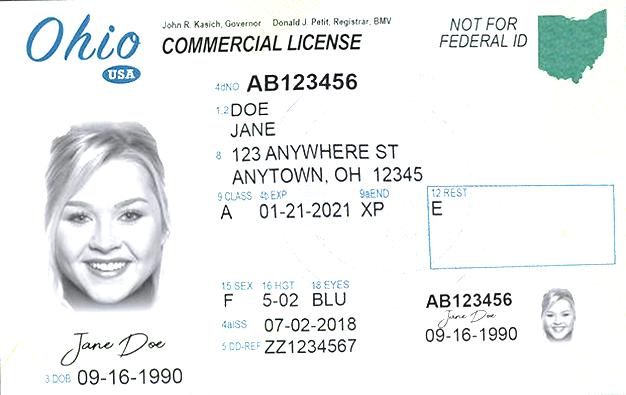 Ohio
USA
John R. Kasich, Governor Donald J. Petit, Registrar, BMV
COMMERCIAL LICENSE
NOT FOR
FEDERAL ID
4dNO AB123456
1,2 DOE
JANE
8 123 ANYWHERE ST
ANYTOWN, OH 12345
9 CLASS 4b EXP 9aEND 12 REST
A 01-21-2021 XP E
15 SEX 16 HGT 18 EYES
F 5-02 BLU
4aISS 07-02-2018
5 DD-REF ZZ1234567
Jane Doe
3 DOB 09-16-1990
AB123456
Jane Doe
09-16-1990